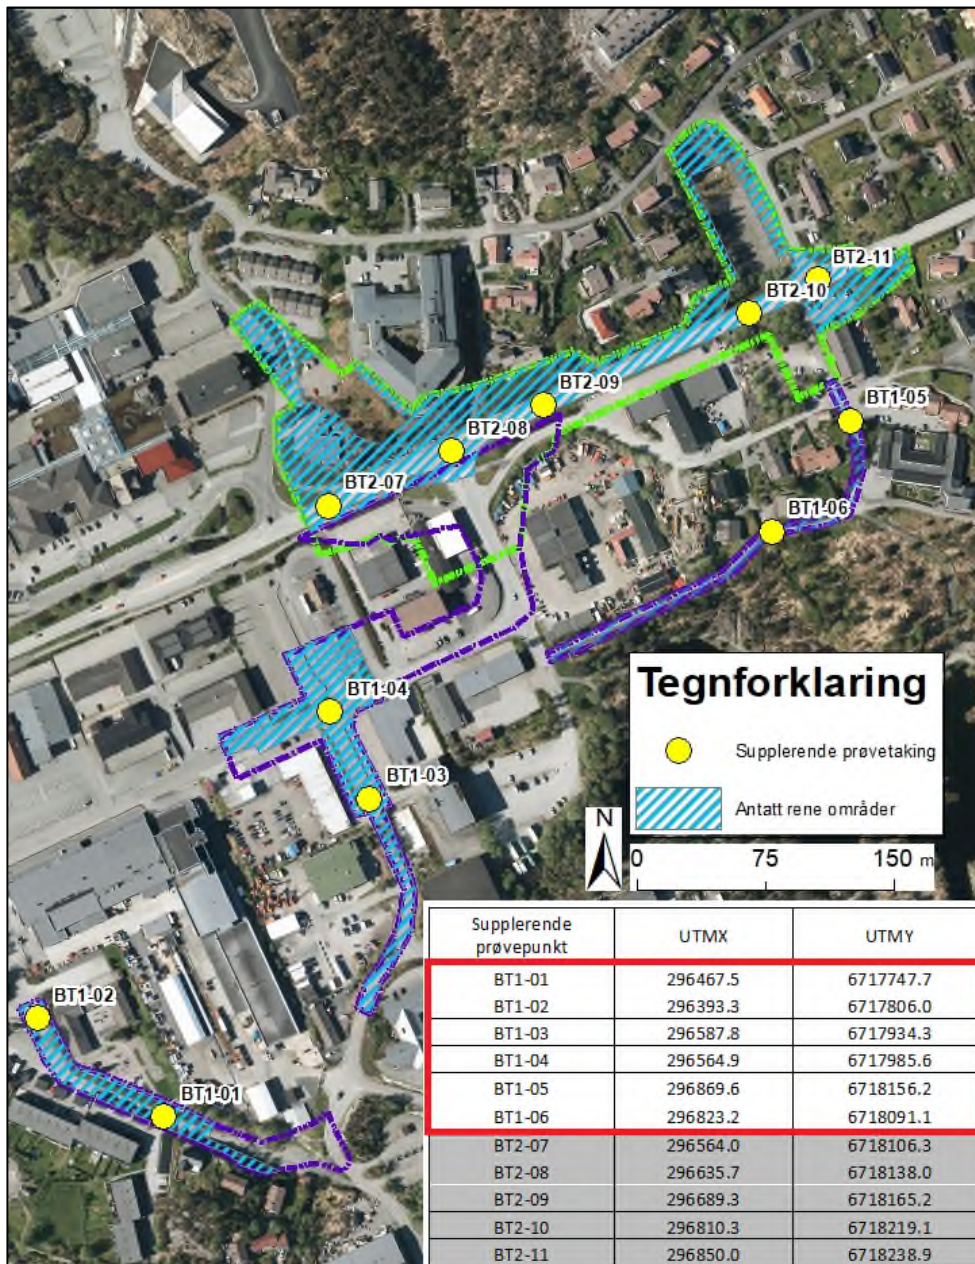 BT2-11
BT2-10
BT2-09
BT1-05
BT2-08
BT2-07
BT1-06
BT1-04
BT1-03
BT1-02
BT1-01
Tegnforklaring
Supplerende prøvetaking
Antatt rene områder
N
0 75 150 m
Supplerende
prøvepunkt UTMX UTMY
BT1-01 296467.5 6717747.7
BT1-02 296393.3 6717806.0
BT1-03 296587.8 6717934.3
BT1-04 296564.9 6717985.6
BT1-05 296869.6 6718156.2
BT1-06 296823.2 6718091.1
BT2-07 296564.0 6718106.3
BT2-08 296635.7 6718138.0
BT2-09 296689.3 6718165.2
BT2-10 296810.3 6718219.1
BT2-11 296850.0 6718238.9